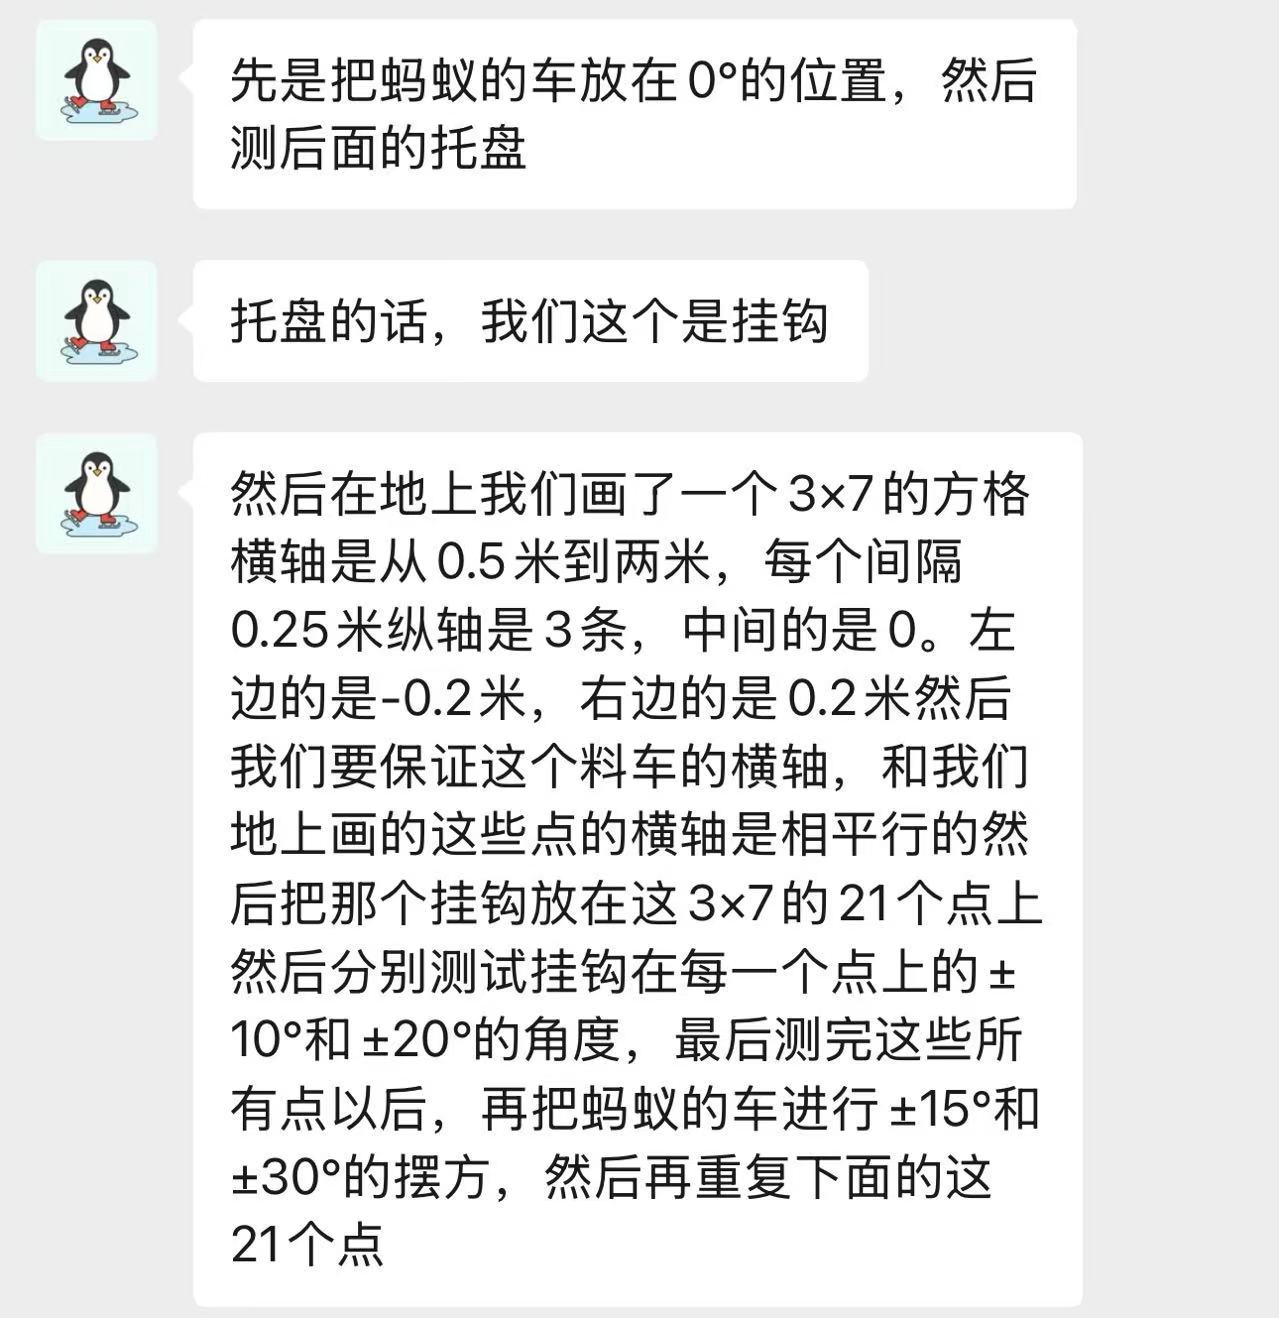 先是把蚂蚁的车放在0°的位置，然后
测后面的托盘
托盘的话，我们这个是挂钩
然后在地上我们画了一个3×7的方格
横轴是从0.5米到两米，每个间隔
0.25米纵轴是3条，中间的是0。左
边的是-0.2米，右边的是0.2米然后
我们要保证这个料车的横轴，和我们
地上画的这些点的横轴是相平行的然
后把那个挂钩放在这3×7的21个点上
然后分别测试挂钩在每一个点上的±
10°和±20°的角度，最后测完这些所
有点以后，再把蚂蚁的车进行±15°和
±30°的摆方，然后再重复下面的这
21个点